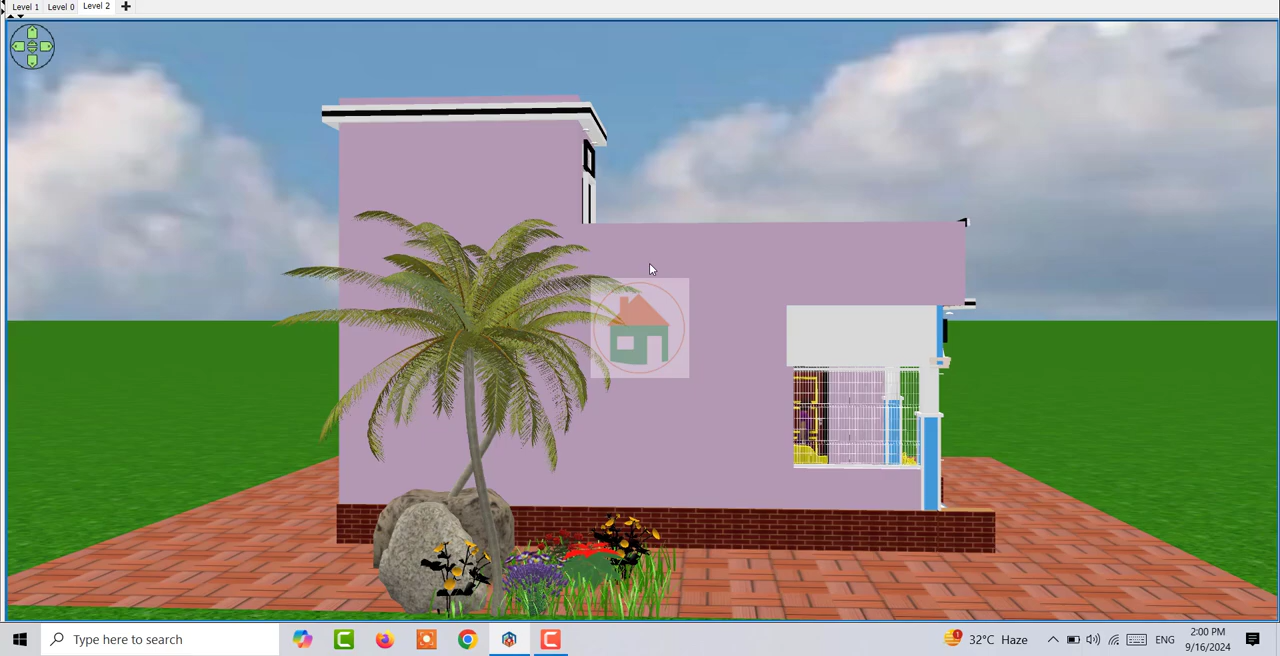 Level 1 Level 0 Level 2
Type here to search
1 32°C Haze ENG 2:00 PM
9/16/2024